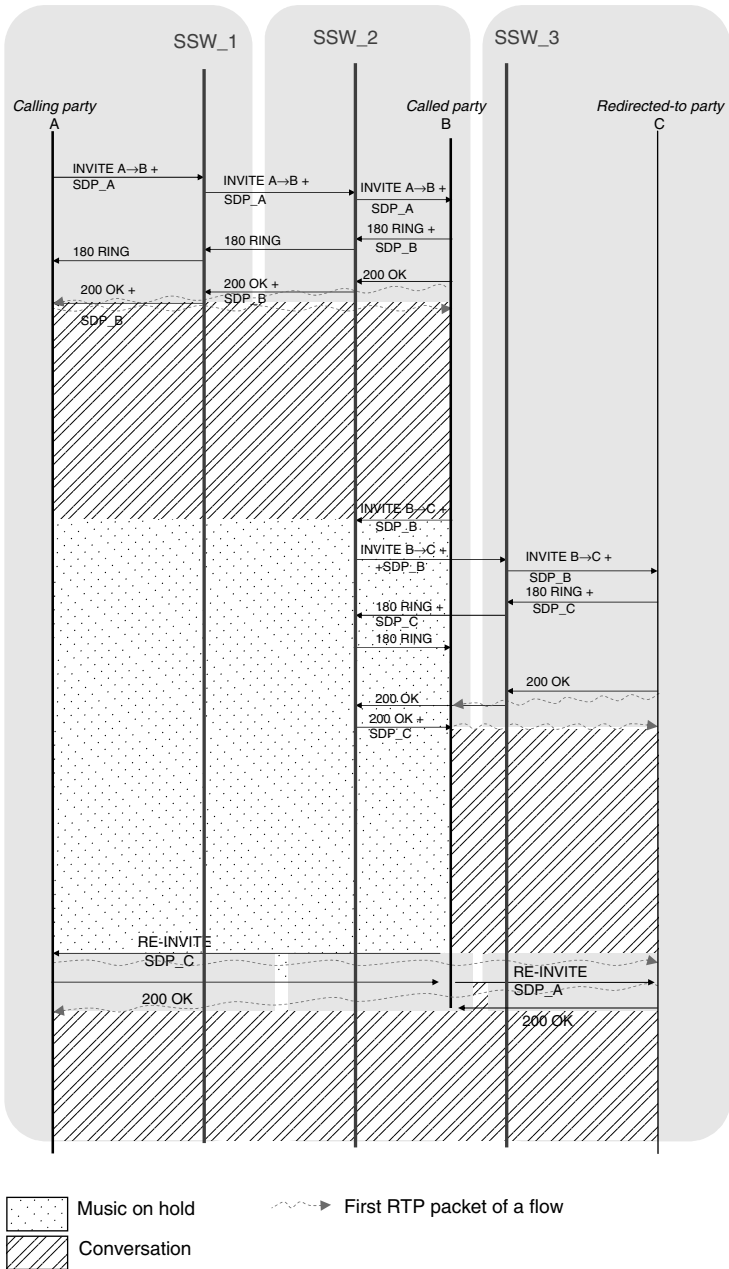 SSW_1
SSW_2
SSW_3
Calling party
A
Called party
B
Redirected-to party
C
INVITE A→B +
SDP_A
INVITE A→B +
SDP_A
INVITE A→B +
SDP_A
180 RING +
SDP_B
180 RING
180 RING
200 OK
200 OK +
SDP_B
200 OK +
SDP_B
INVITE B→C +
SDP_B
INVITE B→C +
+SDP_B
INVITE B→C +
SDP_B
180 RING +
SDP_C
180 RING +
SDP_C
180 RING
200 OK
200 OK
200 OK +
SDP_C
RE-INVITE
SDP_C
RE-INVITE
SDP_A
200 OK
200 OK
Music on hold
First RTP packet of a flow
Conversation